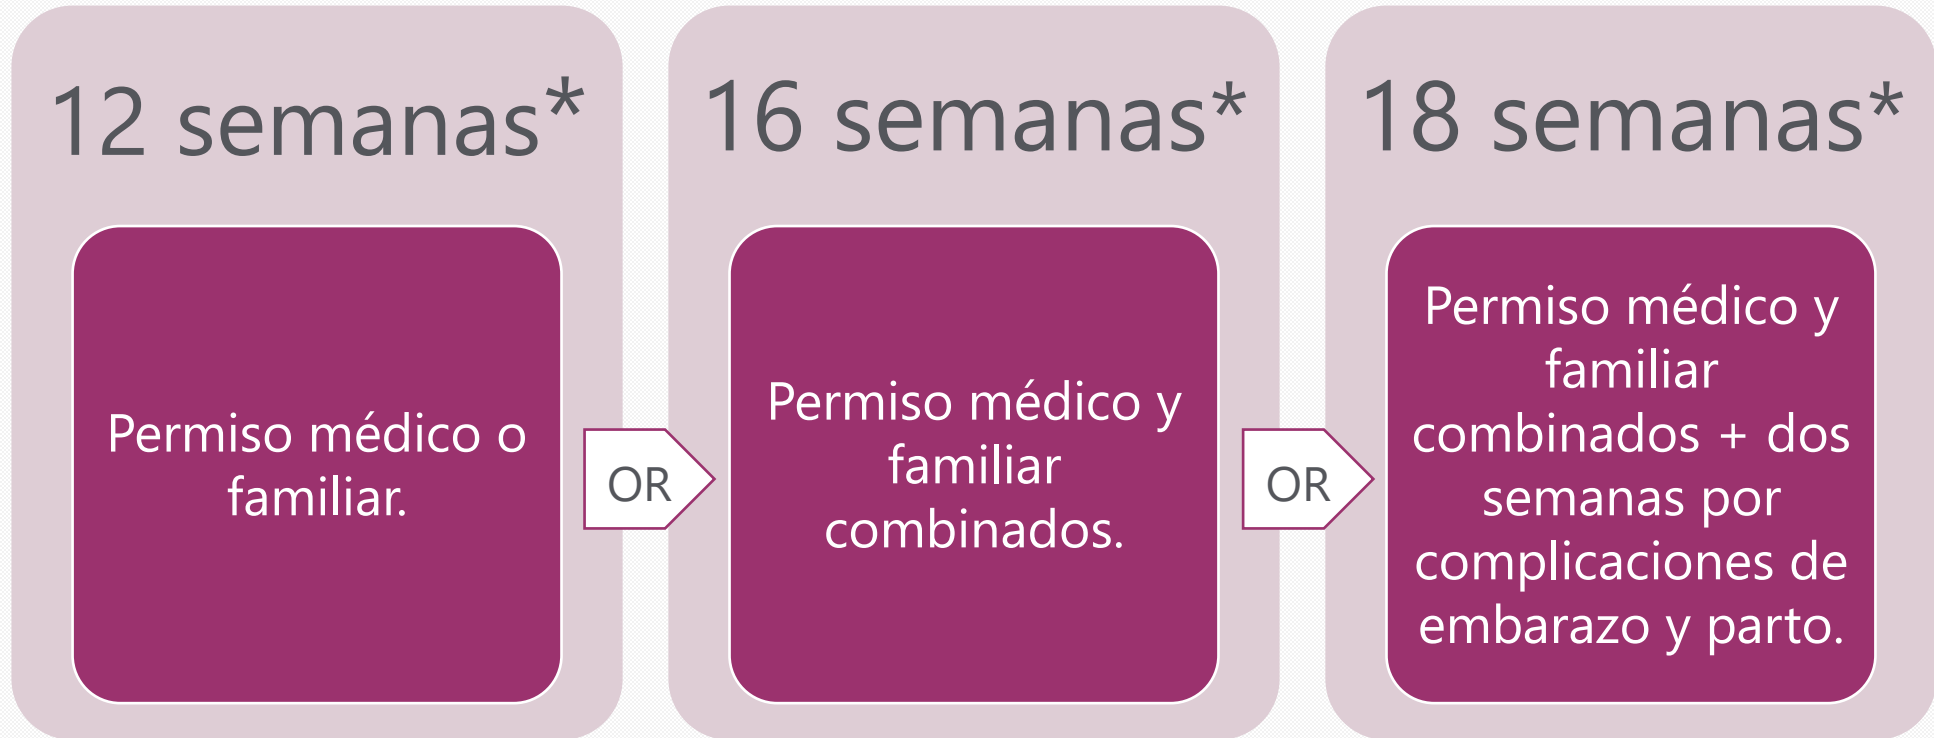 12 semanas*
Permiso médico o
familiar.
OR
16 semanas*
Permiso médico y
familiar
combinados.
OR
18 semanas*
Permiso médico y
familiar
combinados + dos
semanas por
complicaciones de
embarazo y parto.